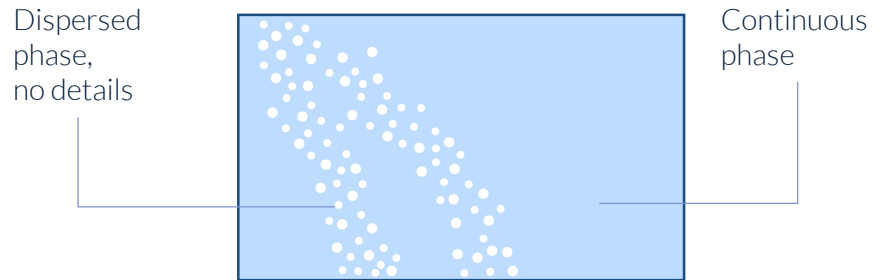 Dispersed
phase,
no details
Continuous
phase